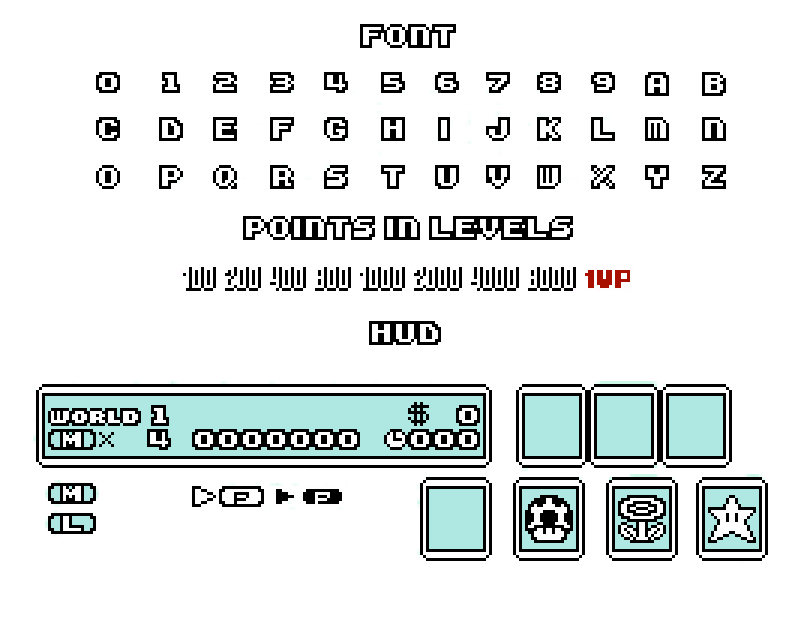 FONT
0 1 2 3 4 5 6 7 8 9 A B
C D E F G H I J K L M N
O P Q R S T U V W X Y Z
POINTS IN LEVELS
100 200 400 800 1000 2000 4000 8000 1UP
HUD
WORLD 1 $ 0
M × 4 0000000 000
M P P
L